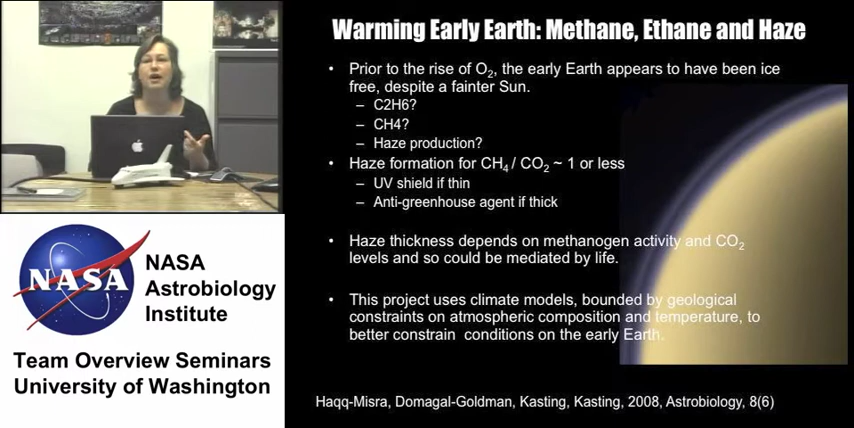 Warming Early Earth: Methane, Ethane and Haze
• Prior to the rise of O₂, the early Earth appears to have been ice
free, despite a fainter Sun.
– C2H6?
– CH4?
– Haze production?
• Haze formation for CH₄ / CO₂ ~ 1 or less
– UV shield if thin
– Anti-greenhouse agent if thick
• Haze thickness depends on methanogen activity and CO₂
levels and so could be mediated by life.
• This project uses climate models, bounded by geological
constraints on atmospheric composition and temperature, to
better constrain conditions on the early Earth.
Haqq-Misra, Domagal-Goldman, Kasting, Kasting, 2008, Astrobiology, 8(6)
NASA
NASA
Astrobiology
Institute
Team Overview Seminars
University of Washington